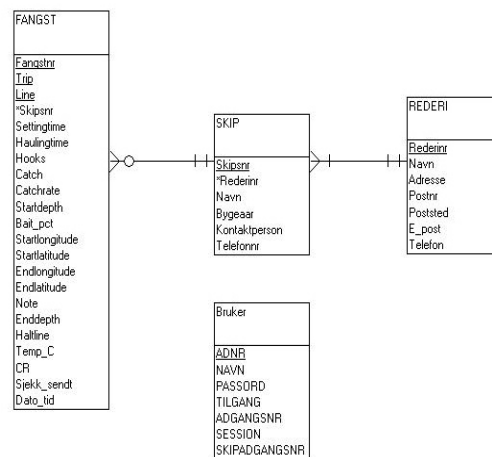 FANGST
Fangstnr
Trip
Line
*Skipsnr
Settingtime
Haulingtime
Hooks
Catch
Catchrate
Startdepth
Bait_pct
Startlongitude
Startlatitude
Endlongitude
Endlatitude
Note
Enddepth
Haltline
Temp_C
CR
Sjekk_sendt
Dato_tid
SKIP
Skipsnr
*Rederinr
Navn
Bygeaar
Kontaktperson
Telefonnr
REDERI
Rederinr
Navn
Adresse
Postnr
Poststed
E_post
Telefon
Bruker
ADNR
NAVN
PASSORD
TILGANG
ADGANGSNR
SESSION
SKIPADGANGSNR